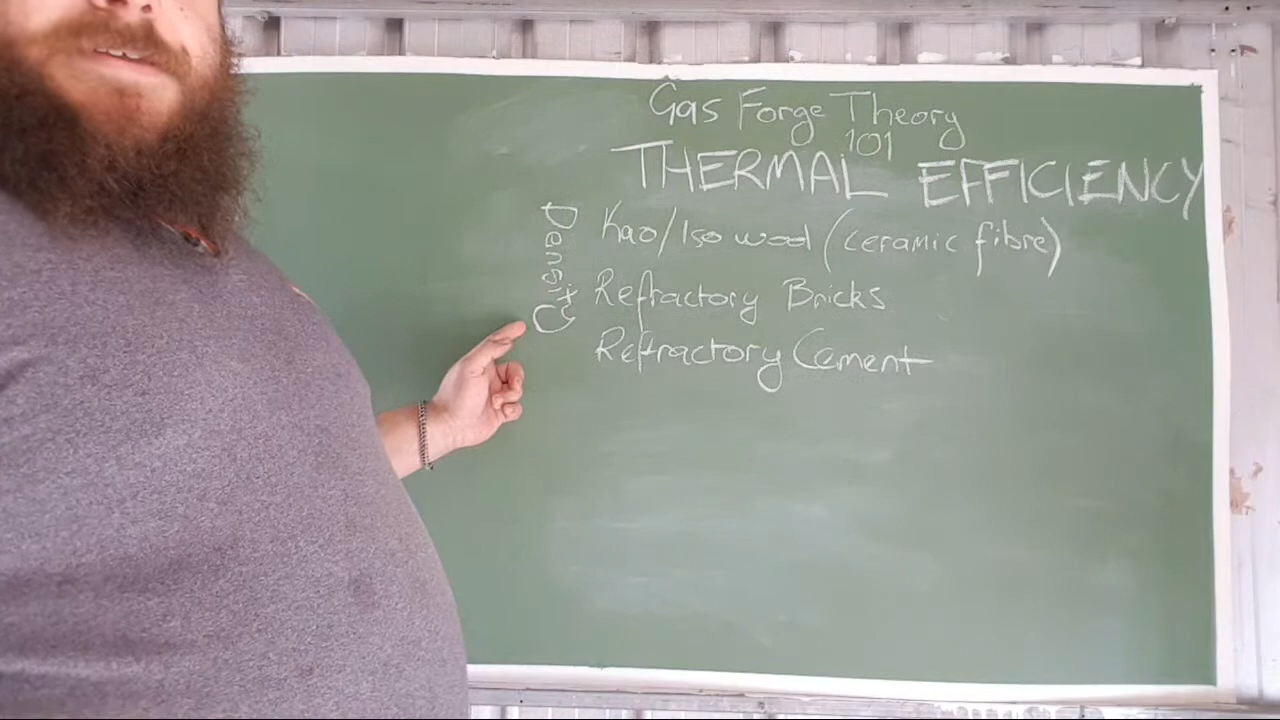 Gas Forge Theory
101
THERMAL EFFICIENCY
Density
Kao/Iso wool (ceramic fibre)
Refractory Bricks
Refractory Cement